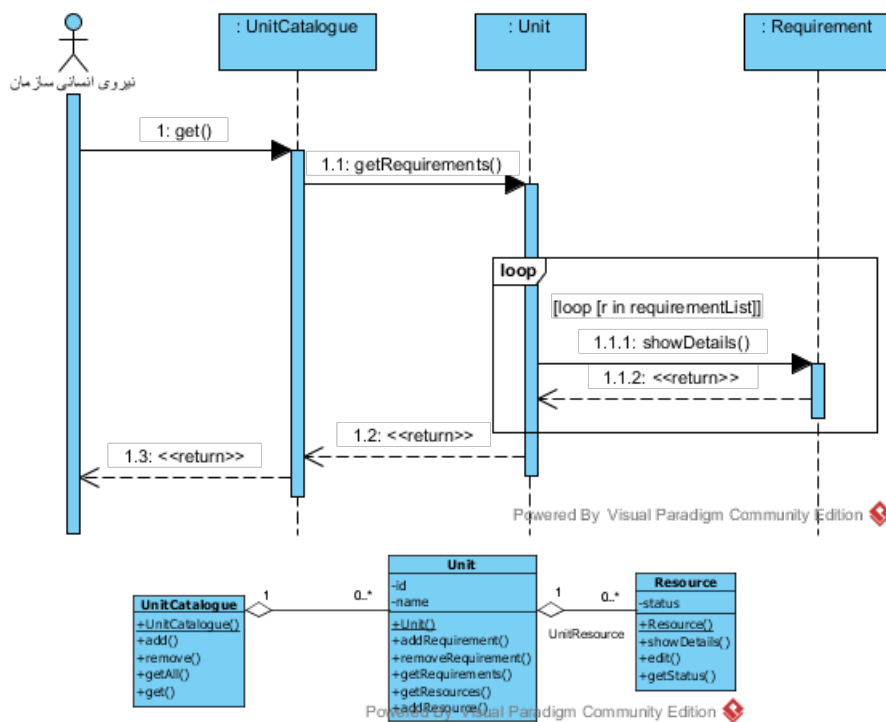 : UnitCatalogue
: Unit
: Requirement
نیروی انسانی سازمان
1: get()
1.1: getRequirements()
loop
[loop [r in requirementList]]
1.1.1: showDetails()
1.1.2: <<return>>
1.2: <<return>>
1.3: <<return>>
Powered By Visual Paradigm Community Edition
UnitCatalogue
+UnitCatalogue()
+add()
+remove()
+getAll()
+get()
1
0..*
Unit
-id
-name
+Unit()
+addRequirement()
+removeRequirement()
+getRequirements()
+getResources()
+addResource()
1
0..*
UnitResource
Resource
-status
+Resource()
+showDetails()
+edit()
+getStatus()
Powered By Visual Paradigm Community Edition